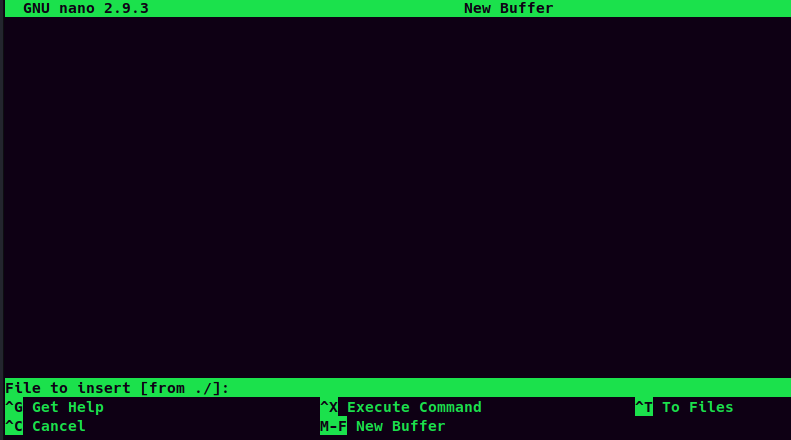 GNU nano 2.9.3 New Buffer
File to insert [from ./]:
^G Get Help ^X Execute Command ^T To Files
^C Cancel M-F New Buffer